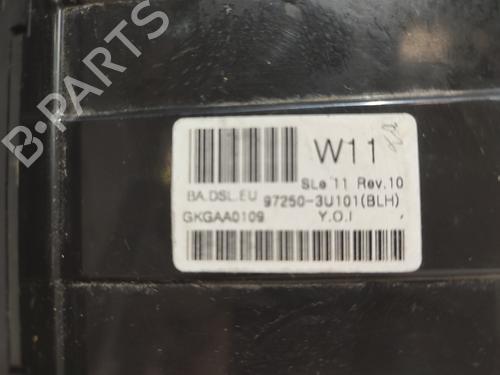 B-PARTS
W11
SLe'11 Rev.10
BA.DSL.EU 97250-3U101(BLH)
GKGAA0109 Y.O.I